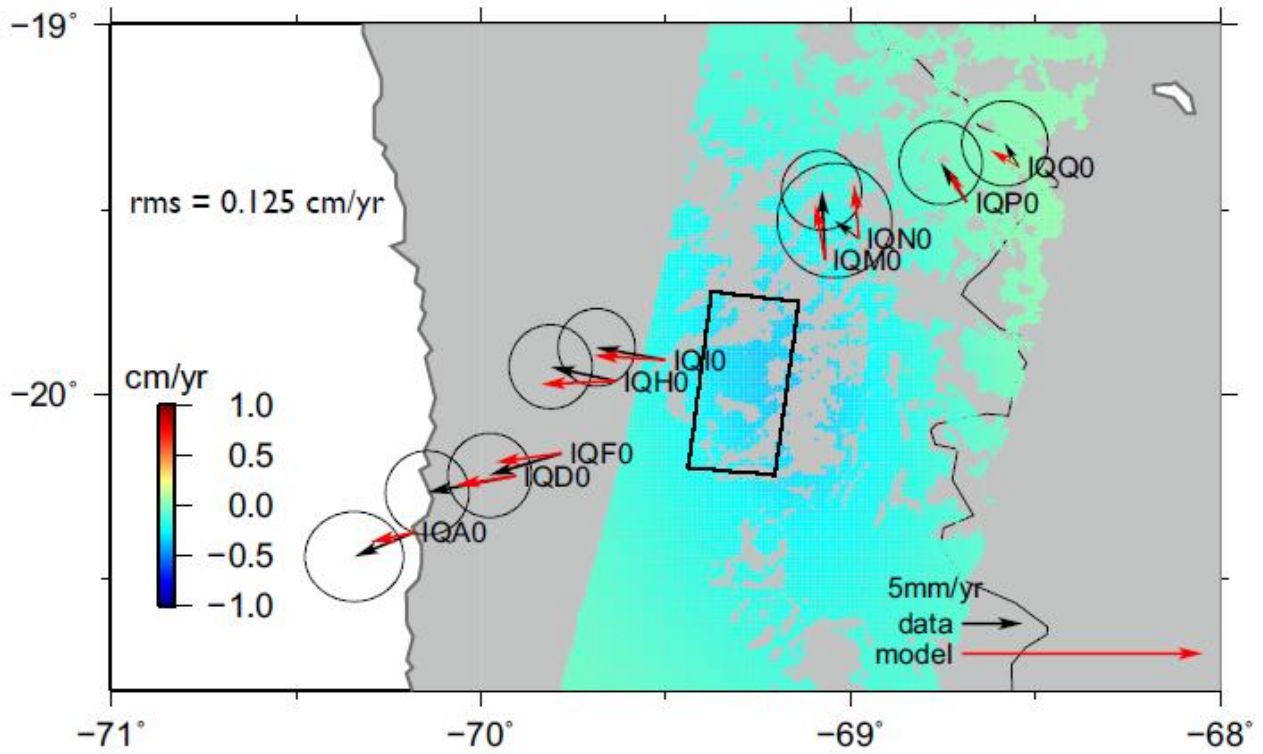 −19°
rms = 0.125 cm/yr
IQQ0
IQP0
IQN0
IQM0
IQI0
IQH0
−20°
cm/yr
1.0
0.5
0.0
−0.5
−1.0
IQF0
IQD0
IQA0
5mm/yr
data
model
−71° −70° −69° −68°